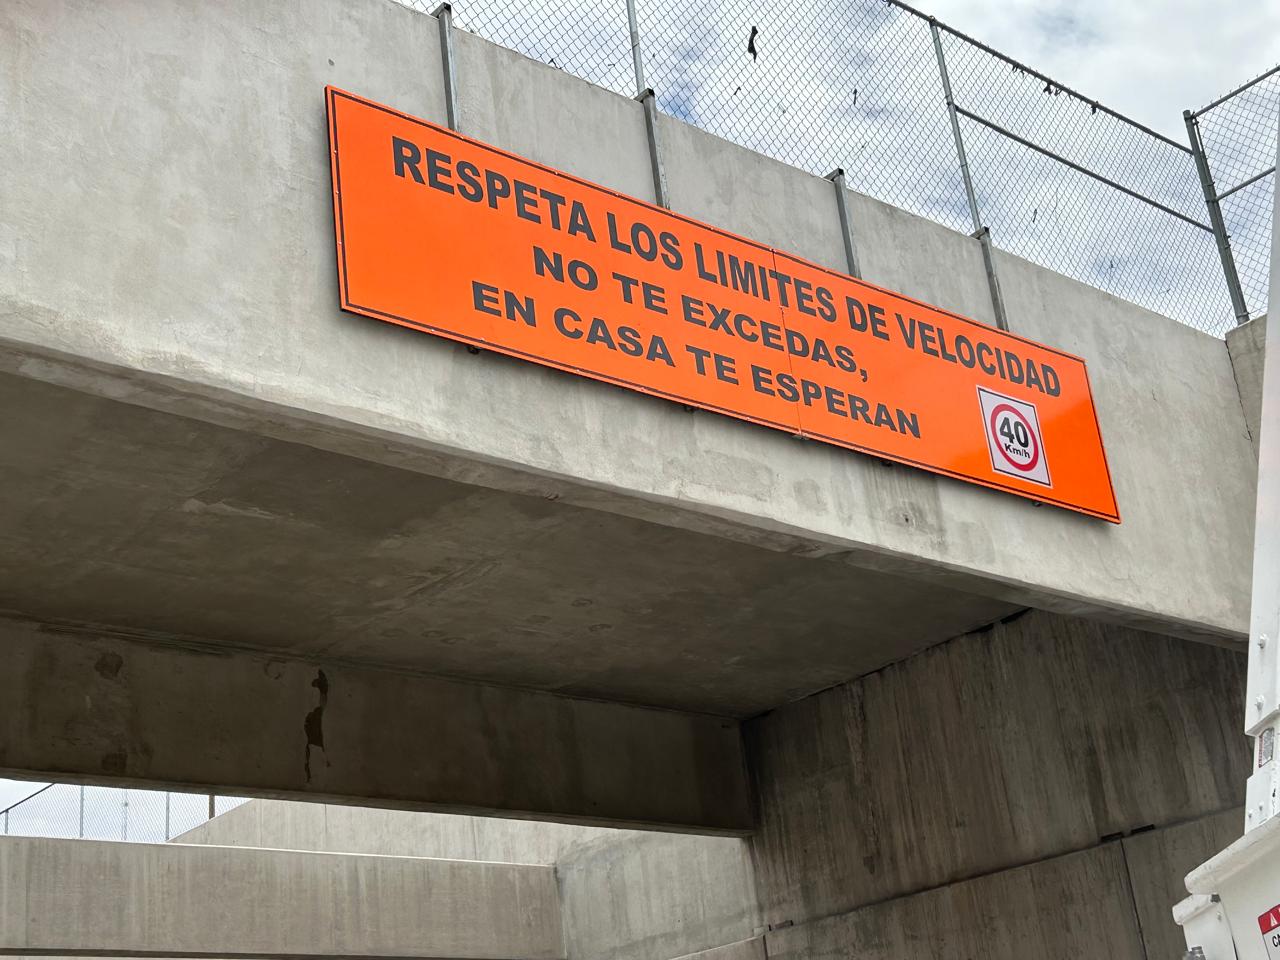 RESPETA LOS LIMITES DE VELOCIDAD
NO TE EXCEDAS,
EN CASA TE ESPERAN
40
Km/h